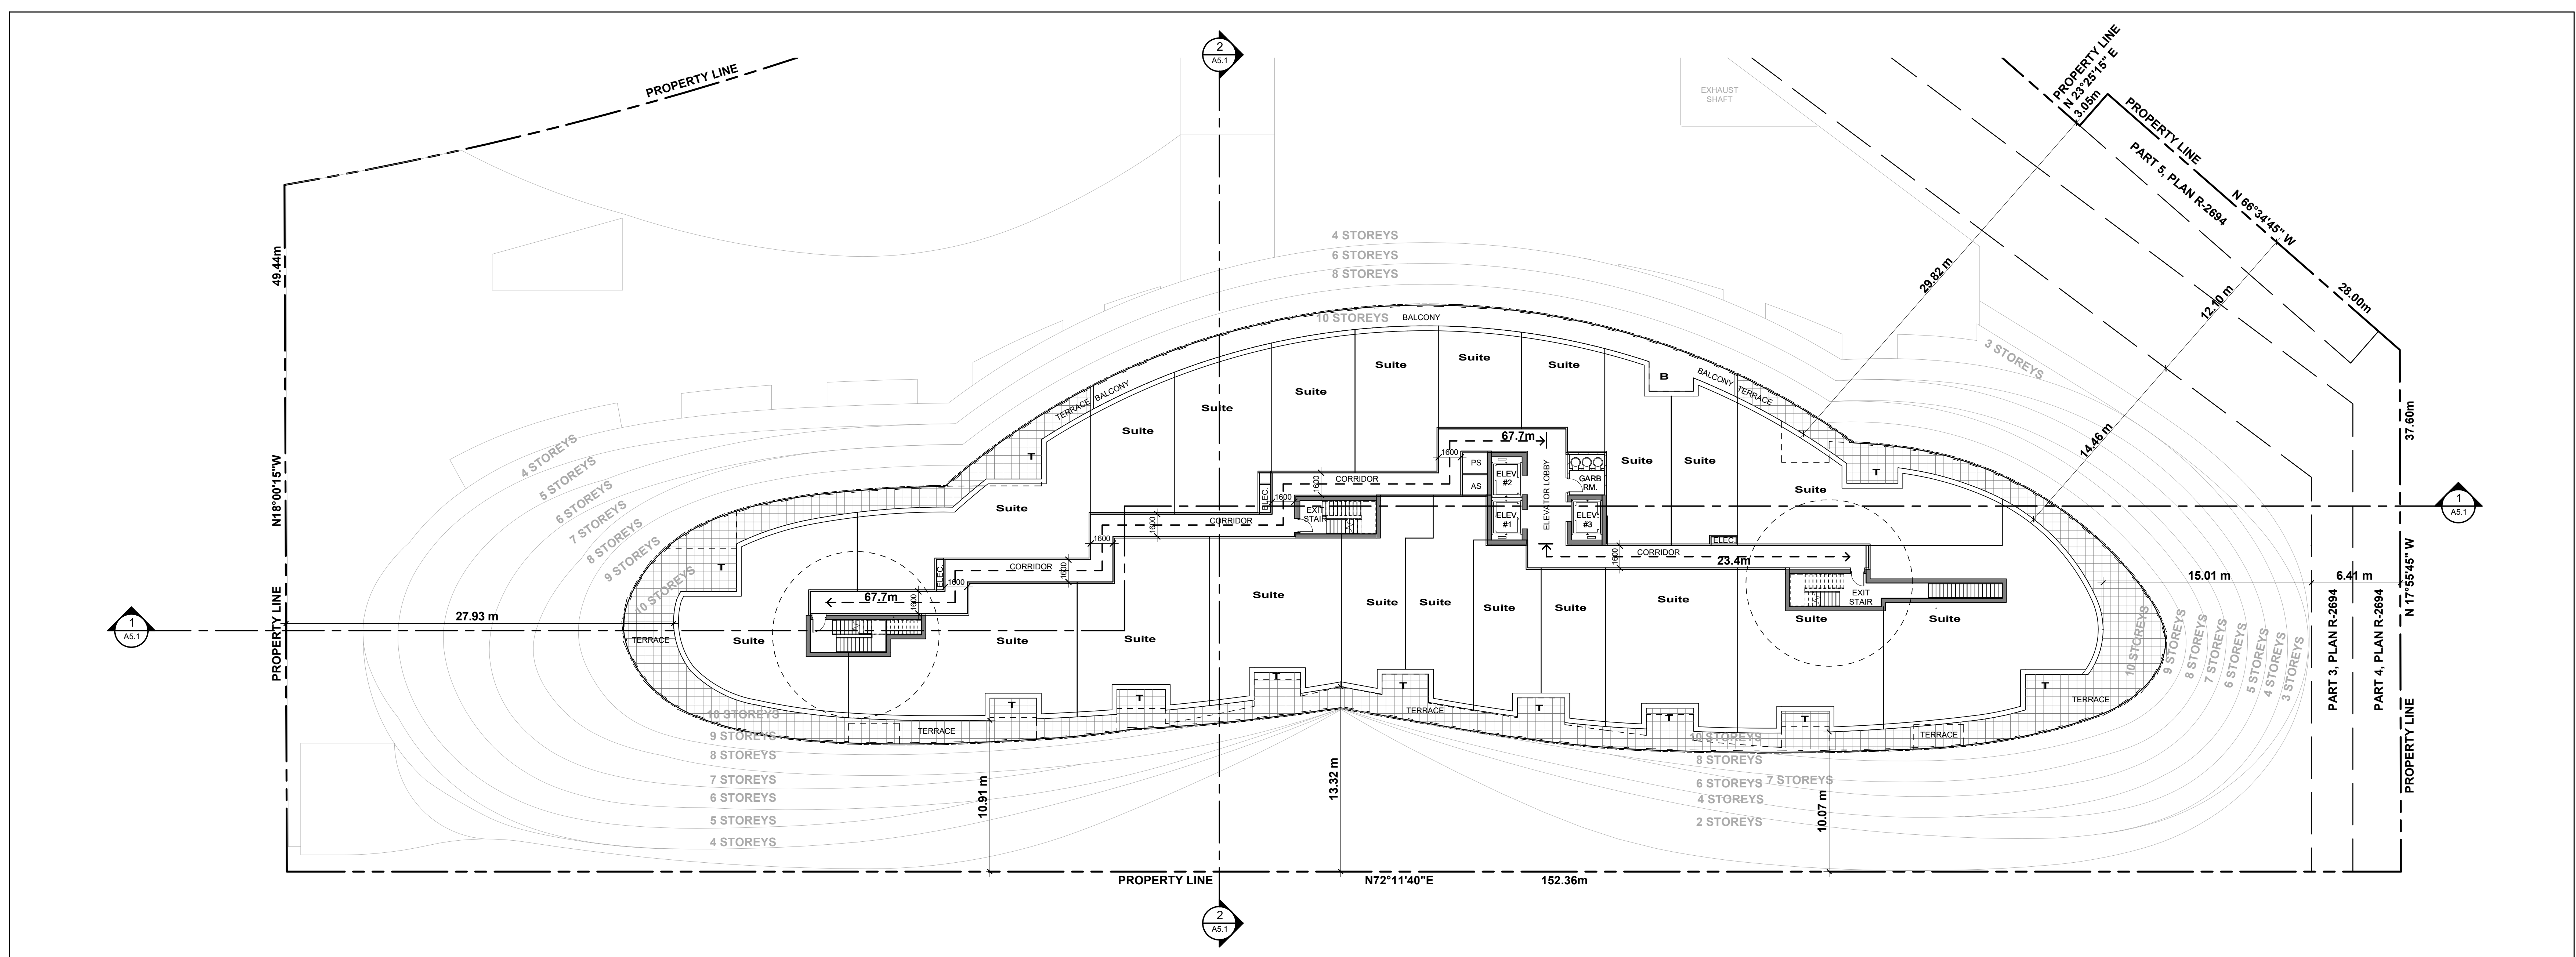 2
A5.1
PROPERTY LINE
PROPERTY LINE
N 23°25'15" E
3.05m
EXHAUST
SHAFT
PROPERTY LINE
N 66°34'45" W
28.00m
PART 5, PLAN R-2694
49.44m
N18°00'15"W
PROPERTY LINE
4 STOREYS
6 STOREYS
8 STOREYS
10 STOREYS
BALCONY
29.82 m
12.10 m
14.46 m
3 STOREYS
37.60m
N 17°55'45" W
PROPERTY LINE
4 STOREYS
5 STOREYS
6 STOREYS
7 STOREYS
8 STOREYS
9 STOREYS
10 STOREYS
TERRACE
BALCONY
Suite
Suite
Suite
Suite
Suite
Suite
B
BALCONY
TERRACE
T
T
T
Suite
Suite
Suite
Suite
67.7m
1600
PS
AS
ELEV.
#2
ELEV.
#1
ELEVATOR LOBBY
GARB
RM.
ELEV.
#3
CORRIDOR
1600
ELEC.
1600
EXIT
STAIR
CORRIDOR
1600
1600
CORRIDOR
1600
ELEC.
1600
67.7m
1600
CORRIDOR
1600
ELEC.
23.4m
EXIT
STAIR
1
A5.1
1
A5.1
27.93 m
TERRACE
Suite
Suite
Suite
Suite
Suite
Suite
Suite
Suite
Suite
Suite
Suite
15.01 m
6.41 m
PART 3, PLAN R-2694
PART 4, PLAN R-2694
10 STOREYS
9 STOREYS
8 STOREYS
7 STOREYS
6 STOREYS
5 STOREYS
4 STOREYS
3 STOREYS
T
T
T
T
T
T
T
T
TERRACE
TERRACE
TERRACE
TERRACE
10 STOREYS
9 STOREYS
8 STOREYS
7 STOREYS
6 STOREYS
5 STOREYS
4 STOREYS
10 STOREYS
8 STOREYS
6 STOREYS
7 STOREYS
4 STOREYS
2 STOREYS
10.91 m
13.32 m
10.07 m
PROPERTY LINE
N72°11'40"E
152.36m
2
A5.1